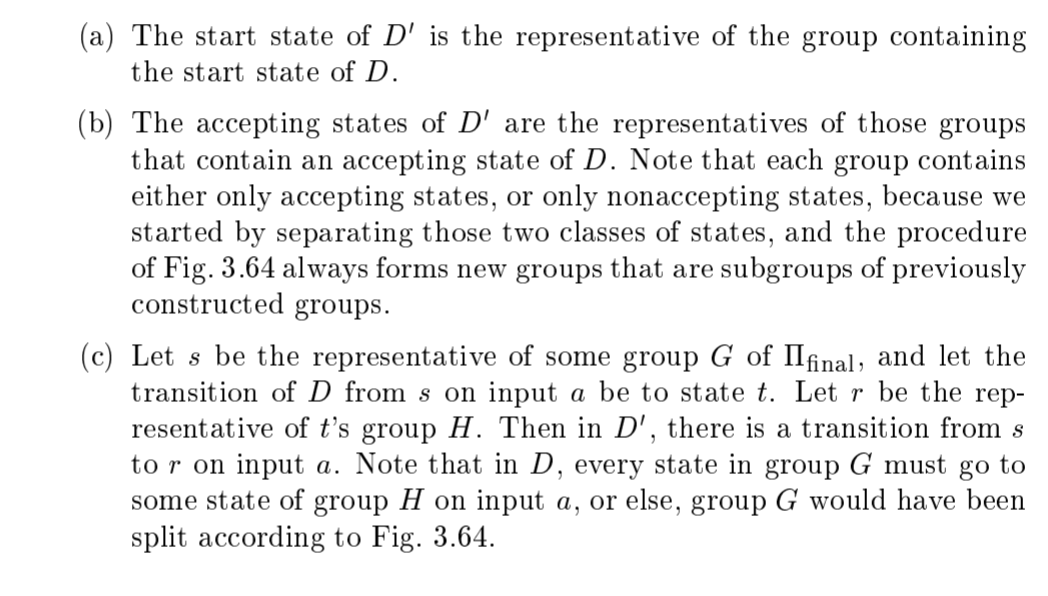 (a) The start state of D′ is the representative of the group containing
the start state of D.
(b) The accepting states of D′ are the representatives of those groups
that contain an accepting state of D. Note that each group contains
either only accepting states, or only nonaccepting states, because we
started by separating those two classes of states, and the procedure
of Fig. 3.64 always forms new groups that are subgroups of previously
constructed groups.
(c) Let s be the representative of some group G of Πfinal, and let the
transition of D from s on input a be to state t. Let r be the rep-
resentative of t's group H. Then in D′, there is a transition from s
to r on input a. Note that in D, every state in group G must go to
some state of group H on input a, or else, group G would have been
split according to Fig. 3.64.